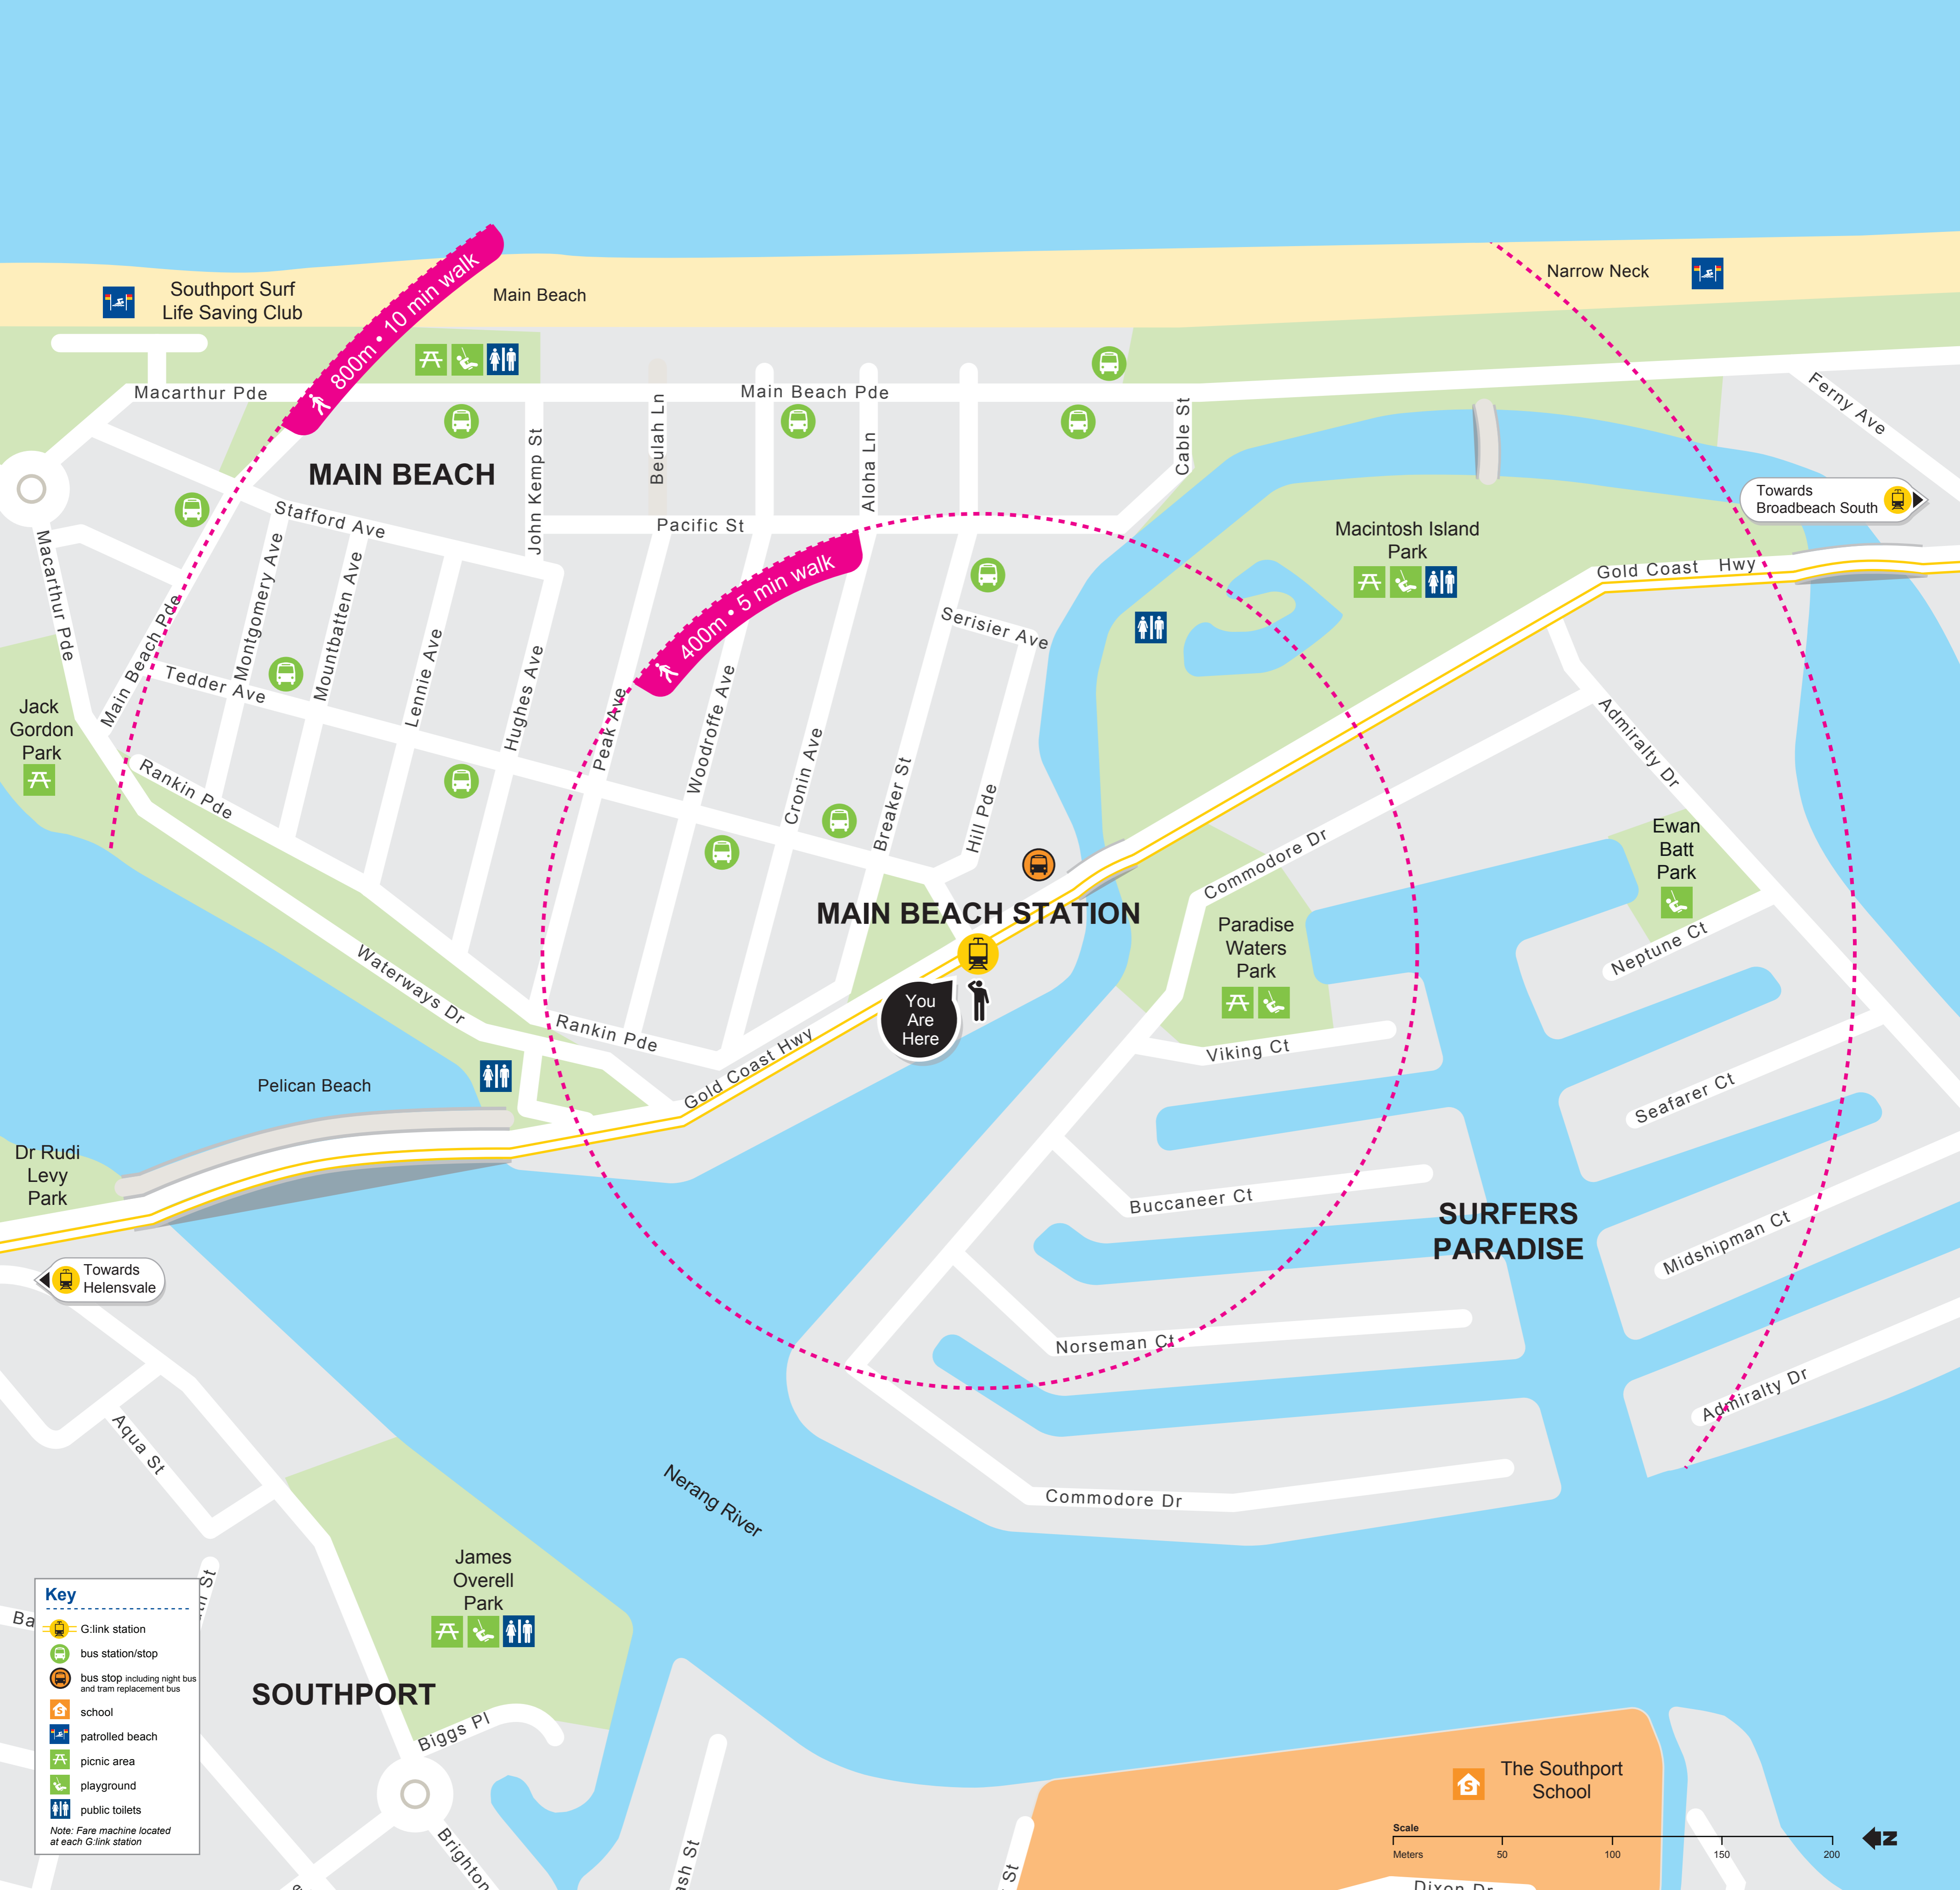 Southport Surf
Life Saving Club
800m • 10 min walk
Main Beach
Narrow Neck
Macarthur Pde
Main Beach Pde
Ferny Ave
MAIN BEACH
John Kemp St
Beulah Ln
Aloha Ln
Cable St
Towards
Broadbeach South
Stafford Ave
Pacific St
Macintosh Island
Park
Gold Coast Hwy
Macarthur Pde
Main Beach Pde
Montgomery Ave
Mountbatten Ave
Lennie Ave
Hughes Ave
Peak Ave
400m • 5 min walk
Woodroffe Ave
Cronin Ave
Breaker St
Serisier Ave
Hill Pde
Tedder Ave
Jack
Gordon
Park
Rankin Pde
Admiralty Dr
Commodore Dr
Ewan
Batt
Park
MAIN BEACH STATION
Paradise
Waters
Park
Neptune Ct
Waterways Dr
You
Are
Here
Rankin Pde
Gold Coast Hwy
Viking Ct
Pelican Beach
Seafarer Ct
Dr Rudi
Levy
Park
Buccaneer Ct
SURFERS
PARADISE
Midshipman Ct
Towards
Helensvale
Norseman Ct
Admiralty Dr
Aqua St
Nerang River
Commodore Dr
James
Overell
Park
SOUTHPORT
Biggs Pl
Brighton
Ba
St
ash St
St
The Southport
School
Dixon Dr
Key
G:link station
bus station/stop
bus stop including night bus
and tram replacement bus
school
patrolled beach
picnic area
playground
public toilets
Note: Fare machine located
at each G:link station
Scale
Meters 50 100 150 200
N